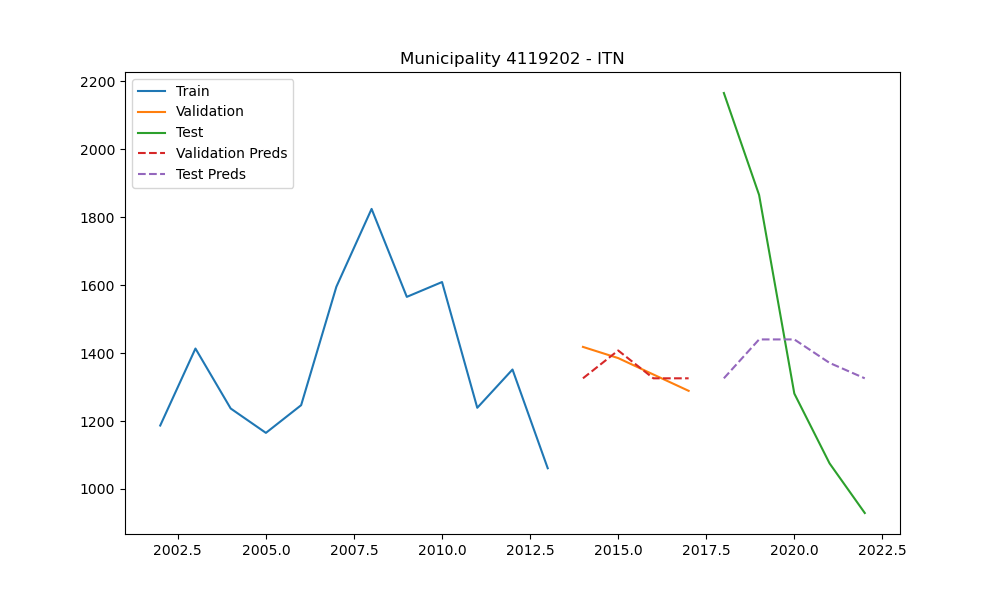 Municipality 4119202 - ITN
Train
Validation
Test
Validation Preds
Test Preds
2200
2000
1800
1600
1400
1200
1000
2002.5 2005.0 2007.5 2010.0 2012.5 2015.0 2017.5 2020.0 2022.5